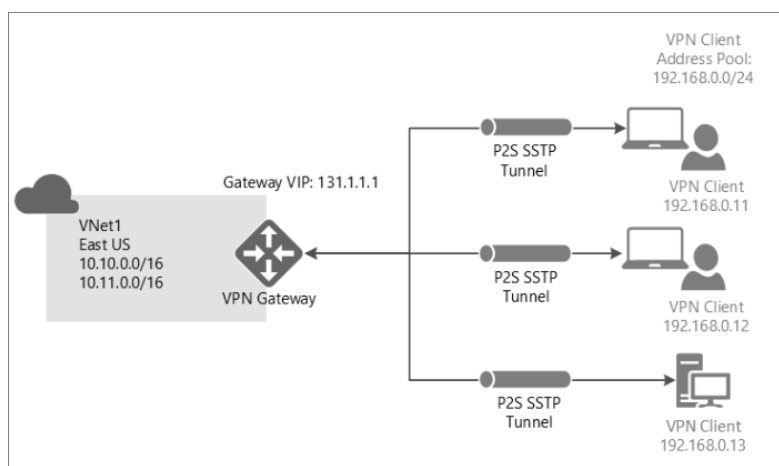 VPN Client
Address Pool:
192.168.0.0/24
P2S SSTP
Tunnel
VPN Client
192.168.0.11
Gateway VIP: 131.1.1.1
VNet1
East US
10.10.0.0/16
10.11.0.0/16
VPN Gateway
P2S SSTP
Tunnel
VPN Client
192.168.0.12
P2S SSTP
Tunnel
VPN Client
192.168.0.13